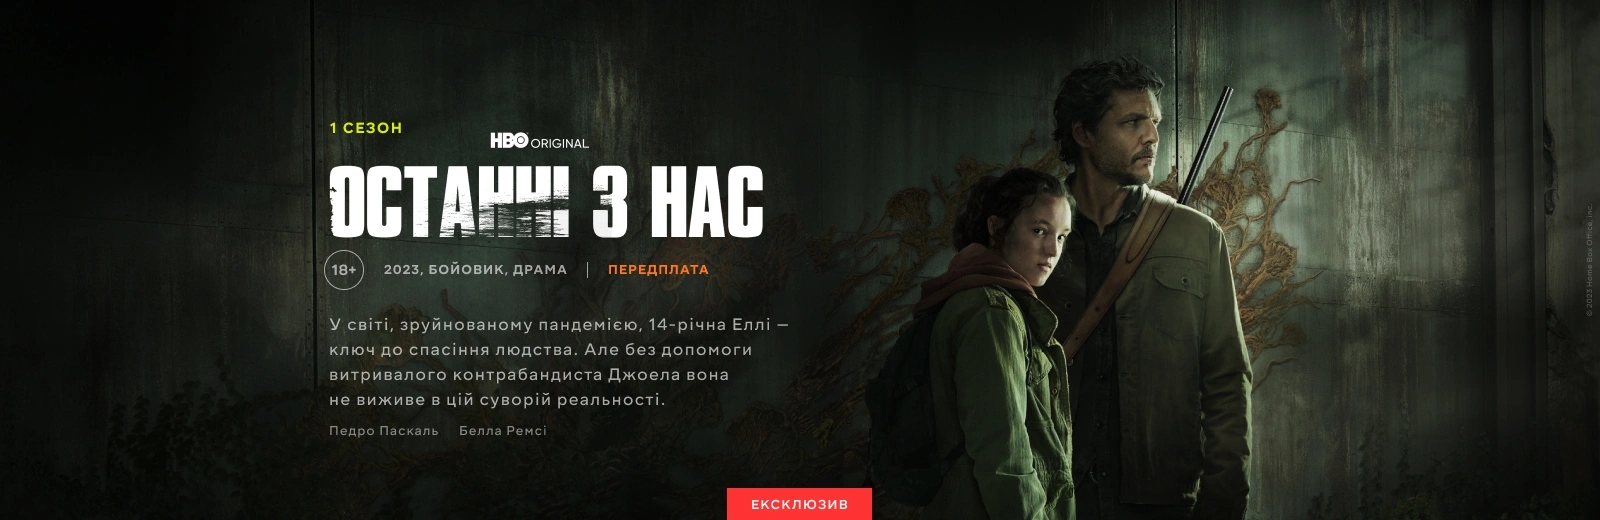 1 СЕЗОН
HBO ORIGINAL
ОСТАННІ З НАС
18+ 2023, БОЙОВИК, ДРАМА | ПЕРЕДПЛАТА
У світі, зруйнованому пандемією, 14-річна Еллі —
ключ до спасіння людства. Але без допомоги
витривалого контрабандиста Джоела вона
не виживе в цій суворій реальності.
Педро Паскаль Белла Ремсі
ЕКСКЛЮЗИВ
© 2023 Home Box Office, Inc.